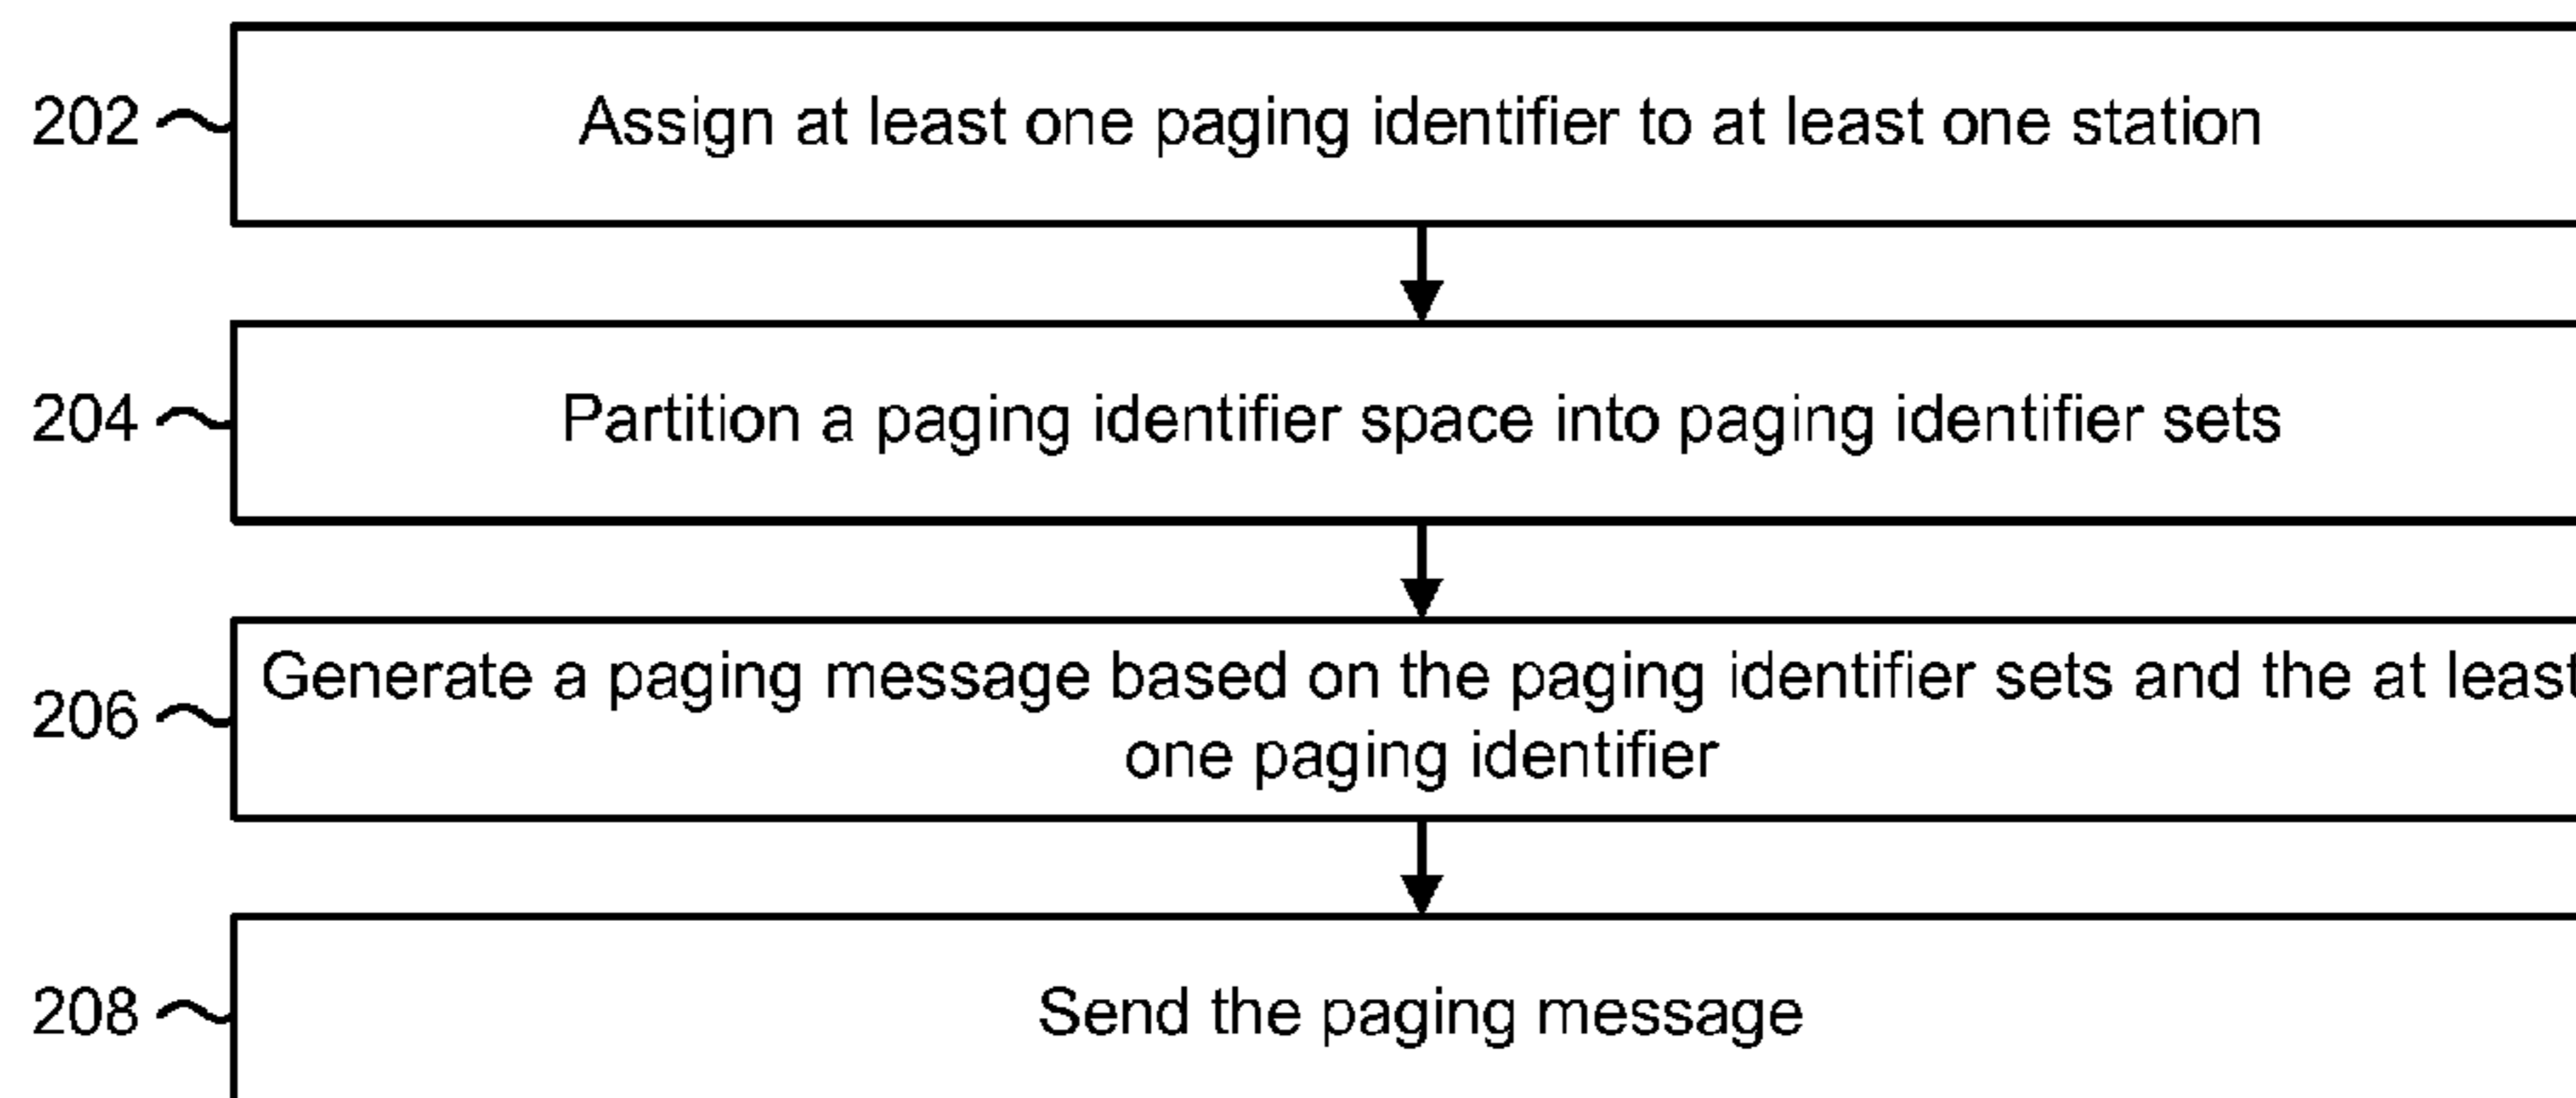 202
Assign at least one paging identifier to at least one station
204
Partition a paging identifier space into paging identifier sets
206
Generate a paging message based on the paging identifier sets and the at least
one paging identifier
208
Send the paging message